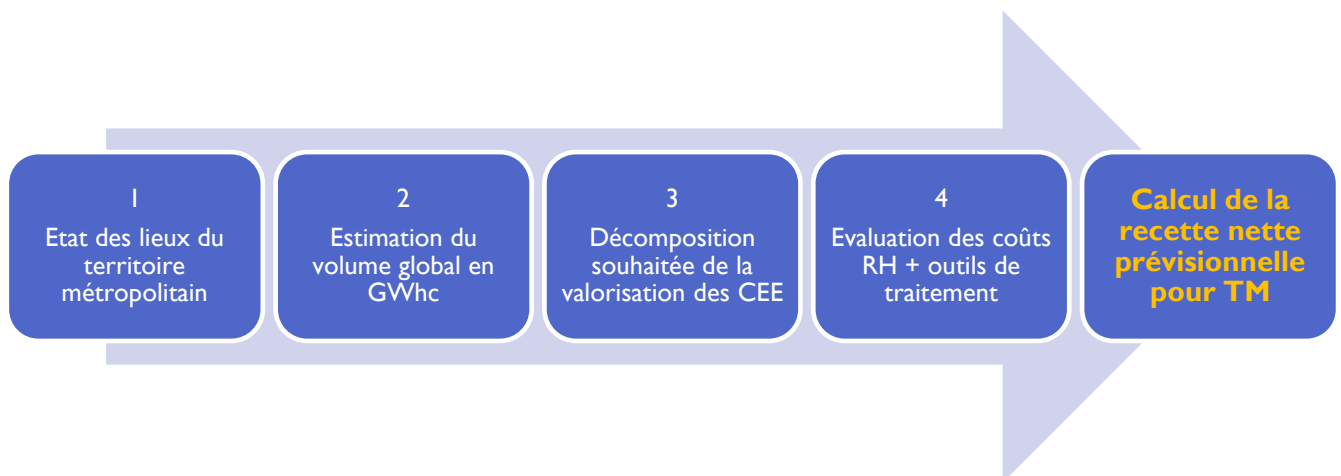 1
Etat des lieux du
territoire
métropolitain
2
Estimation du
volume global en
GWhc
3
Décomposition
souhaitée de la
valorisation des CEE
4
Evaluation des coûts
RH + outils de
traitement
Calcul de la
recette nette
prévisionnelle
pour TM